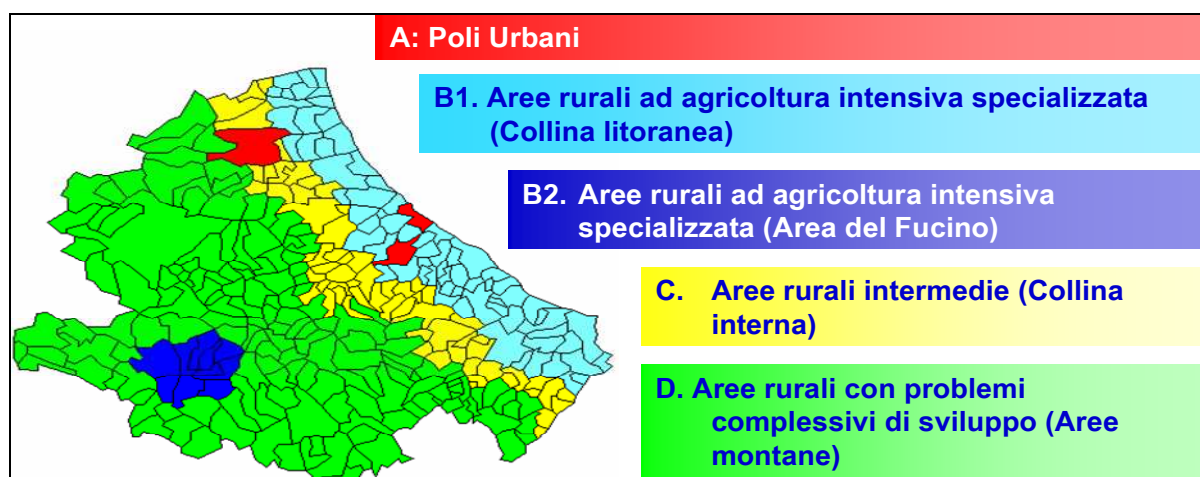 A: Poli Urbani
B1. Aree rurali ad agricoltura intensiva specializzata
(Collina litoranea)
B2. Aree rurali ad agricoltura intensiva
specializzata (Area del Fucino)
C. Aree rurali intermedie (Collina
interna)
D. Aree rurali con problemi
complessivi di sviluppo (Aree
montane)